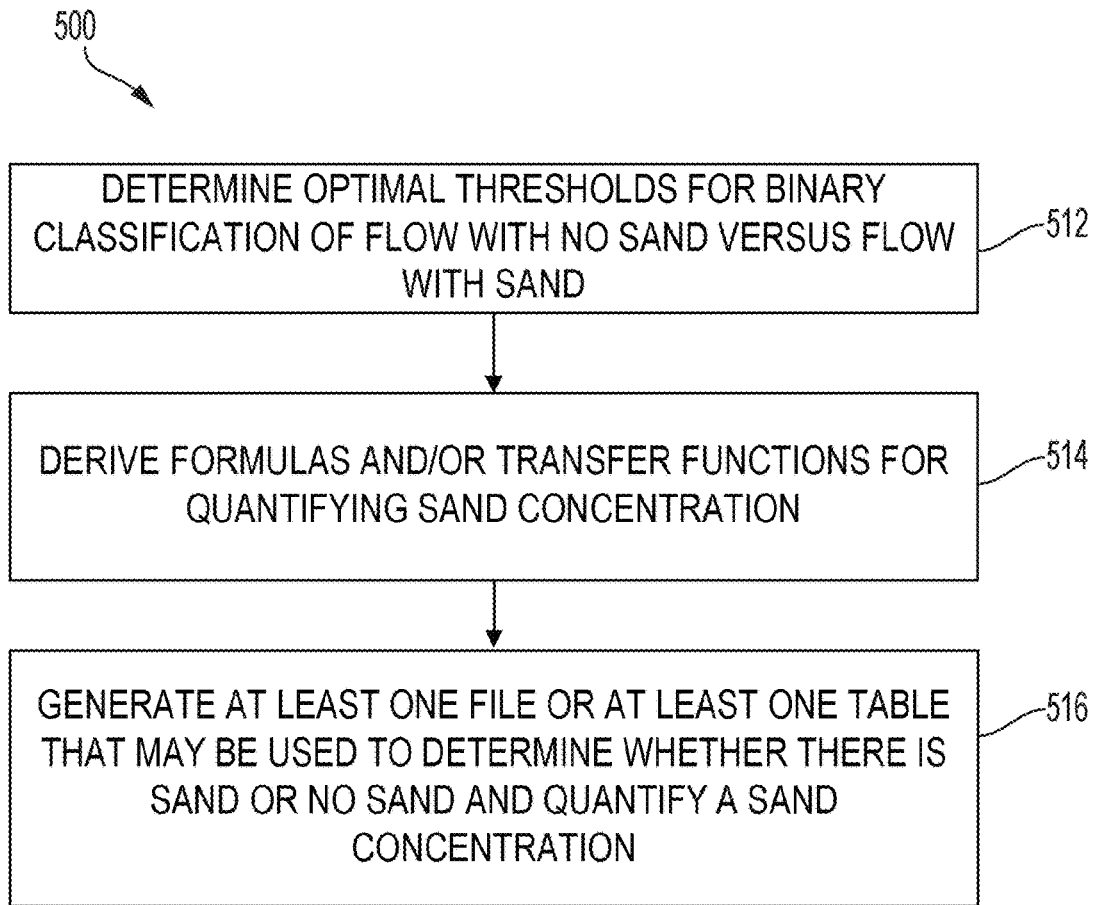 500
DETERMINE OPTIMAL THRESHOLDS FOR BINARY
CLASSIFICATION OF FLOW WITH NO SAND VERSUS FLOW
WITH SAND
512
DERIVE FORMULAS AND/OR TRANSFER FUNCTIONS FOR
QUANTIFYING SAND CONCENTRATION
514
GENERATE AT LEAST ONE FILE OR AT LEAST ONE TABLE
THAT MAY BE USED TO DETERMINE WHETHER THERE IS
SAND OR NO SAND AND QUANTIFY A SAND
CONCENTRATION
516